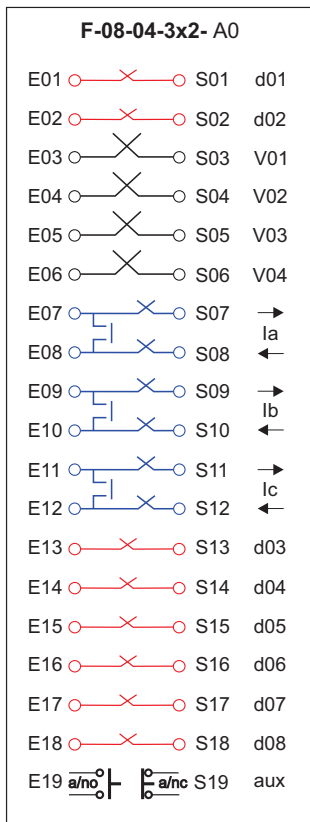 F-08-04-3x2- A0
E01 S01 d01
E02 S02 d02
E03 S03 V01
E04 S04 V02
E05 S05 V03
E06 S06 V04
E07 S07
Ia
E08 S08
E09 S09
Ib
E10 S10
E11 S11
Ic
E12 S12
E13 S13 d03
E14 S14 d04
E15 S15 d05
E16 S16 d06
E17 S17 d07
E18 S18 d08
E19 a/no a/nc S19 aux